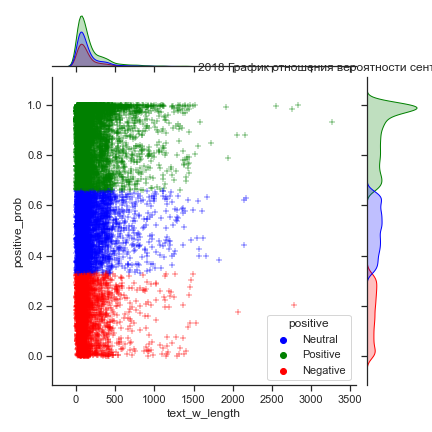 2018 График отношения вероятности сент
1.0
0.8
0.6
0.4
0.2
0.0
positive_prob
0 500 1000 1500 2000 2500 3000 3500
text_w_length
positive
Neutral
Positive
Negative